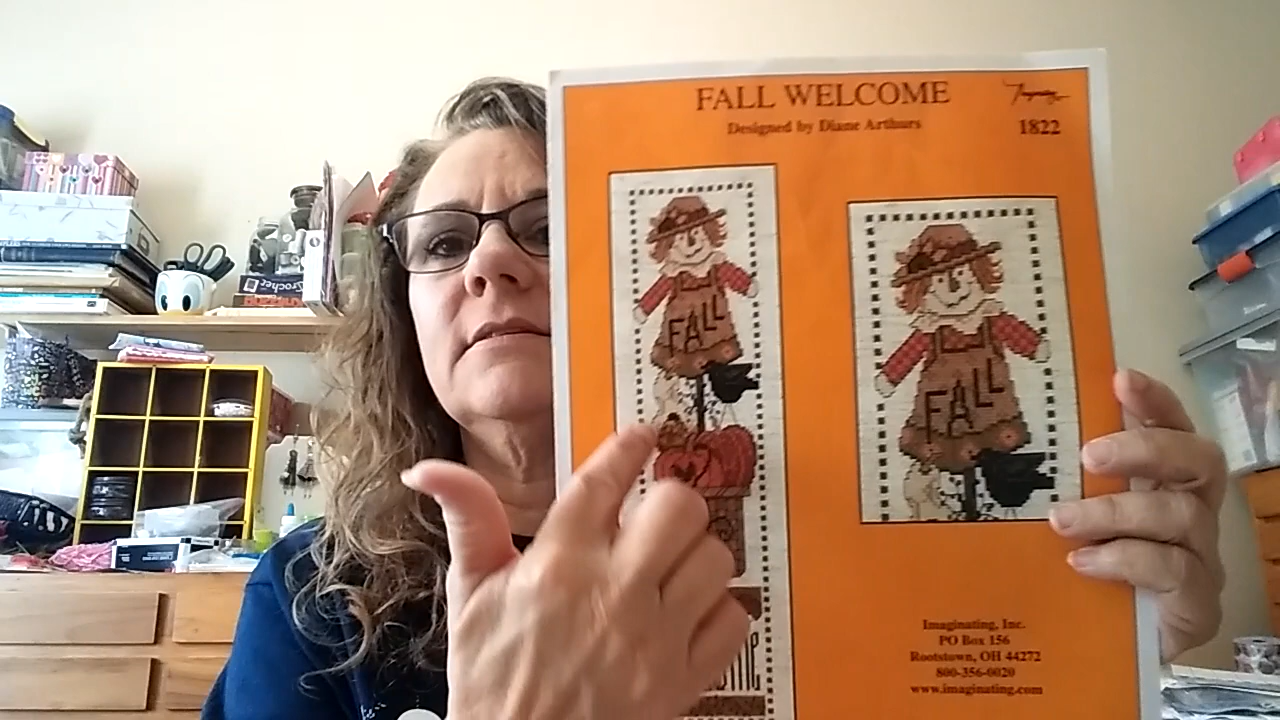 FALL WELCOME
Imaginating
Designed by Diane Arthurs
1822
FALL
FALL
Imaginating, Inc.
PO Box 156
Rootstown, OH 44272
800-356-0020
www.imaginating.com
Crochet